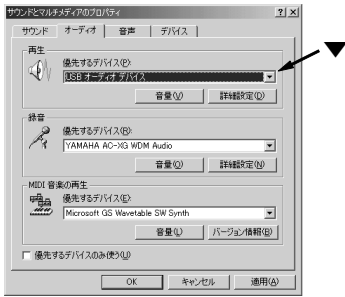 サウンドとマルチメディアのプロパティ
サウンド オーディオ 音声 デバイス
再生
優先するデバイス(P):
USB オーディオ デバイス
音量(V) 詳細設定(D)
録音
優先するデバイス(R):
YAMAHA AC-XG WDM Audio
音量(O) 詳細設定(N)
MIDI 音楽の再生
優先するデバイス(E):
Microsoft GS Wavetable SW Synth
音量(L) バージョン情報(B)
優先するデバイスのみ使う(U)
OK キャンセル 適用(A)